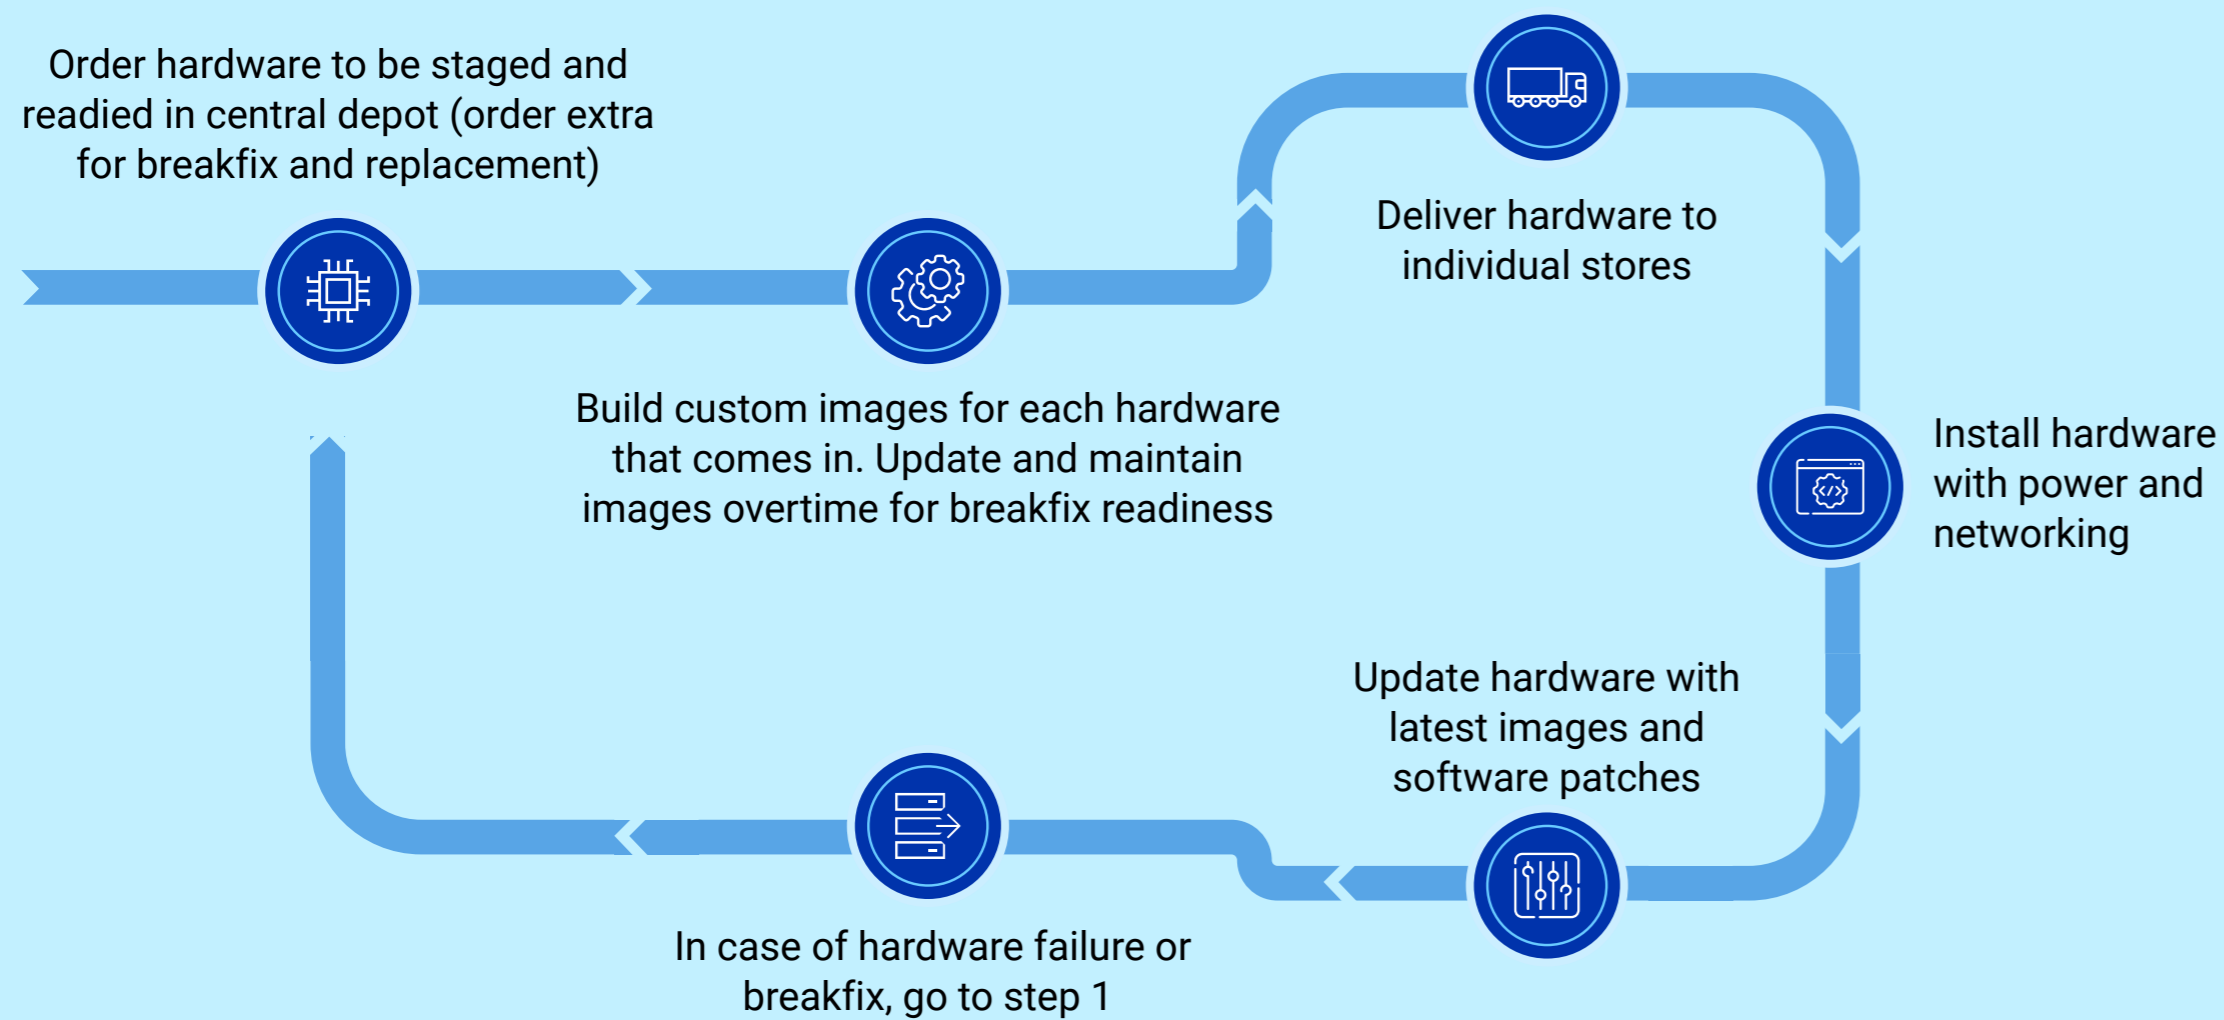 Order hardware to be staged and
readied in central depot (order extra
for breakfix and replacement)
Build custom images for each hardware
that comes in. Update and maintain
images overtime for breakfix readiness
Deliver hardware to
individual stores
Install hardware
with power and
networking
Update hardware with
latest images and
software patches
In case of hardware failure or
breakfix, go to step 1